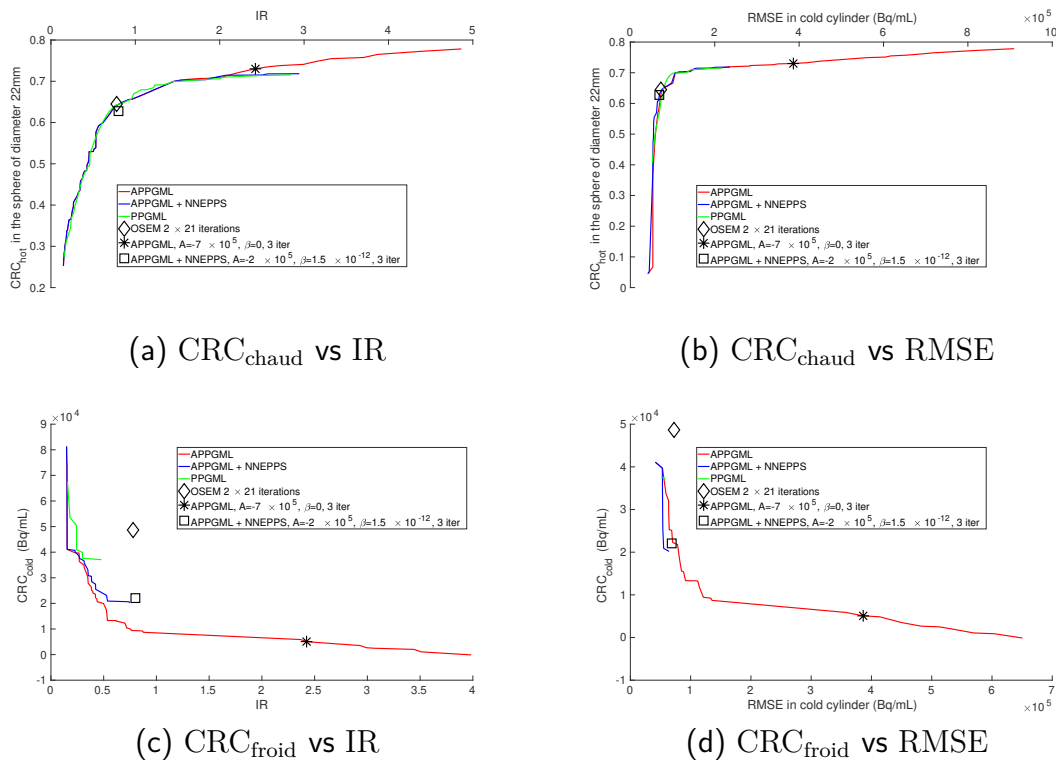 IR
0 1 2 3 4 5
0.8
0.7
0.6
0.5
0.4
0.3
0.2
CRC_hot in the sphere of diameter 22mm
APPGML
APPGML + NNEPPS
PPGML
OSEM 2 × 21 iterations
APPGML, A=-7 × 10^5, β=0, 3 iter
APPGML + NNEPPS, A=-2 × 10^5, β=1.5 × 10^-12, 3 iter
(a) CRC_chaud vs IR
RMSE in cold cylinder (Bq/mL)
×10^5
0 2 4 6 8 10
0.8
0.7
0.6
0.5
0.4
0.3
0.2
0.1
0
CRC_hot in the sphere of diameter 22mm
APPGML
APPGML + NNEPPS
PPGML
OSEM 2 × 21 iterations
APPGML, A=-7 × 10^5, β=0, 3 iter
APPGML + NNEPPS, A=-2 × 10^5, β=1.5 × 10^-12, 3 iter
(b) CRC_chaud vs RMSE
×10^4
9
8
7
6
5
4
3
2
1
0
-1
CRC_cold (Bq/mL)
APPGML
APPGML + NNEPPS
PPGML
OSEM 2 × 21 iterations
APPGML, A=-7 × 10^5, β=0, 3 iter
APPGML + NNEPPS, A=-2 × 10^5, β=1.5 × 10^-12, 3 iter
0 0.5 1 1.5 2 2.5 3 3.5 4
IR
(c) CRC_froid vs IR
×10^4
5
4
3
2
1
0
-1
CRC_cold (Bq/mL)
APPGML
APPGML + NNEPPS
PPGML
OSEM 2 × 21 iterations
APPGML, A=-7 × 10^5, β=0, 3 iter
APPGML + NNEPPS, A=-2 × 10^5, β=1.5 × 10^-12, 3 iter
0 1 2 3 4 5 6 7
RMSE in cold cylinder (Bq/mL)
×10^5
(d) CRC_froid vs RMSE